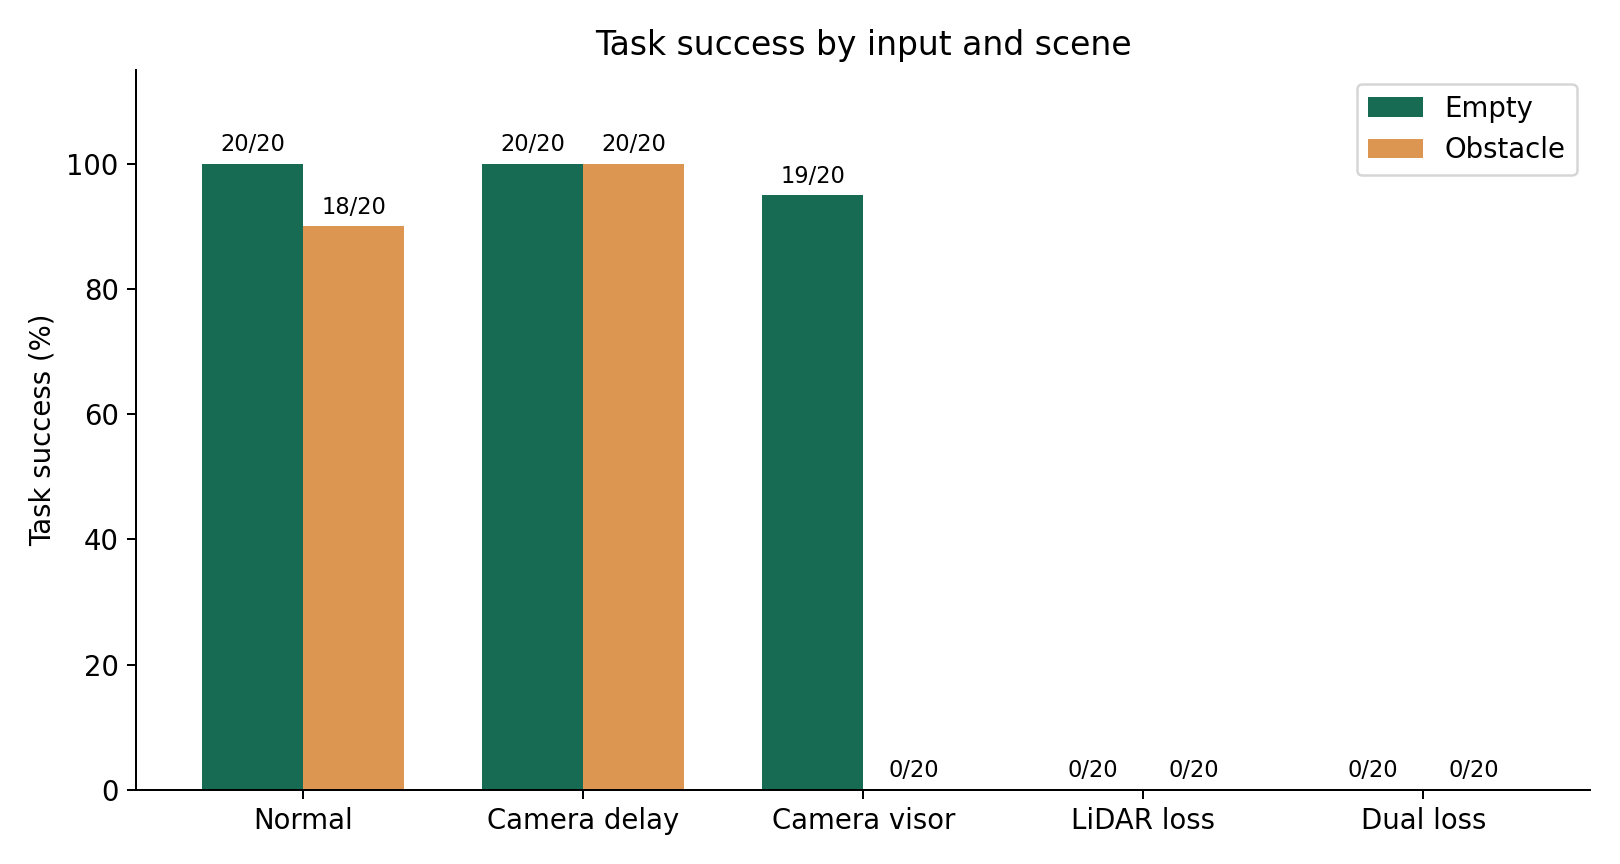 Task success by input and scene
Empty
Obstacle
Task success (%)
100
80
60
40
20
0
20/20
18/20
20/20
20/20
19/20
0/20
0/20
0/20
0/20
0/20
Normal
Camera delay
Camera visor
LiDAR loss
Dual loss